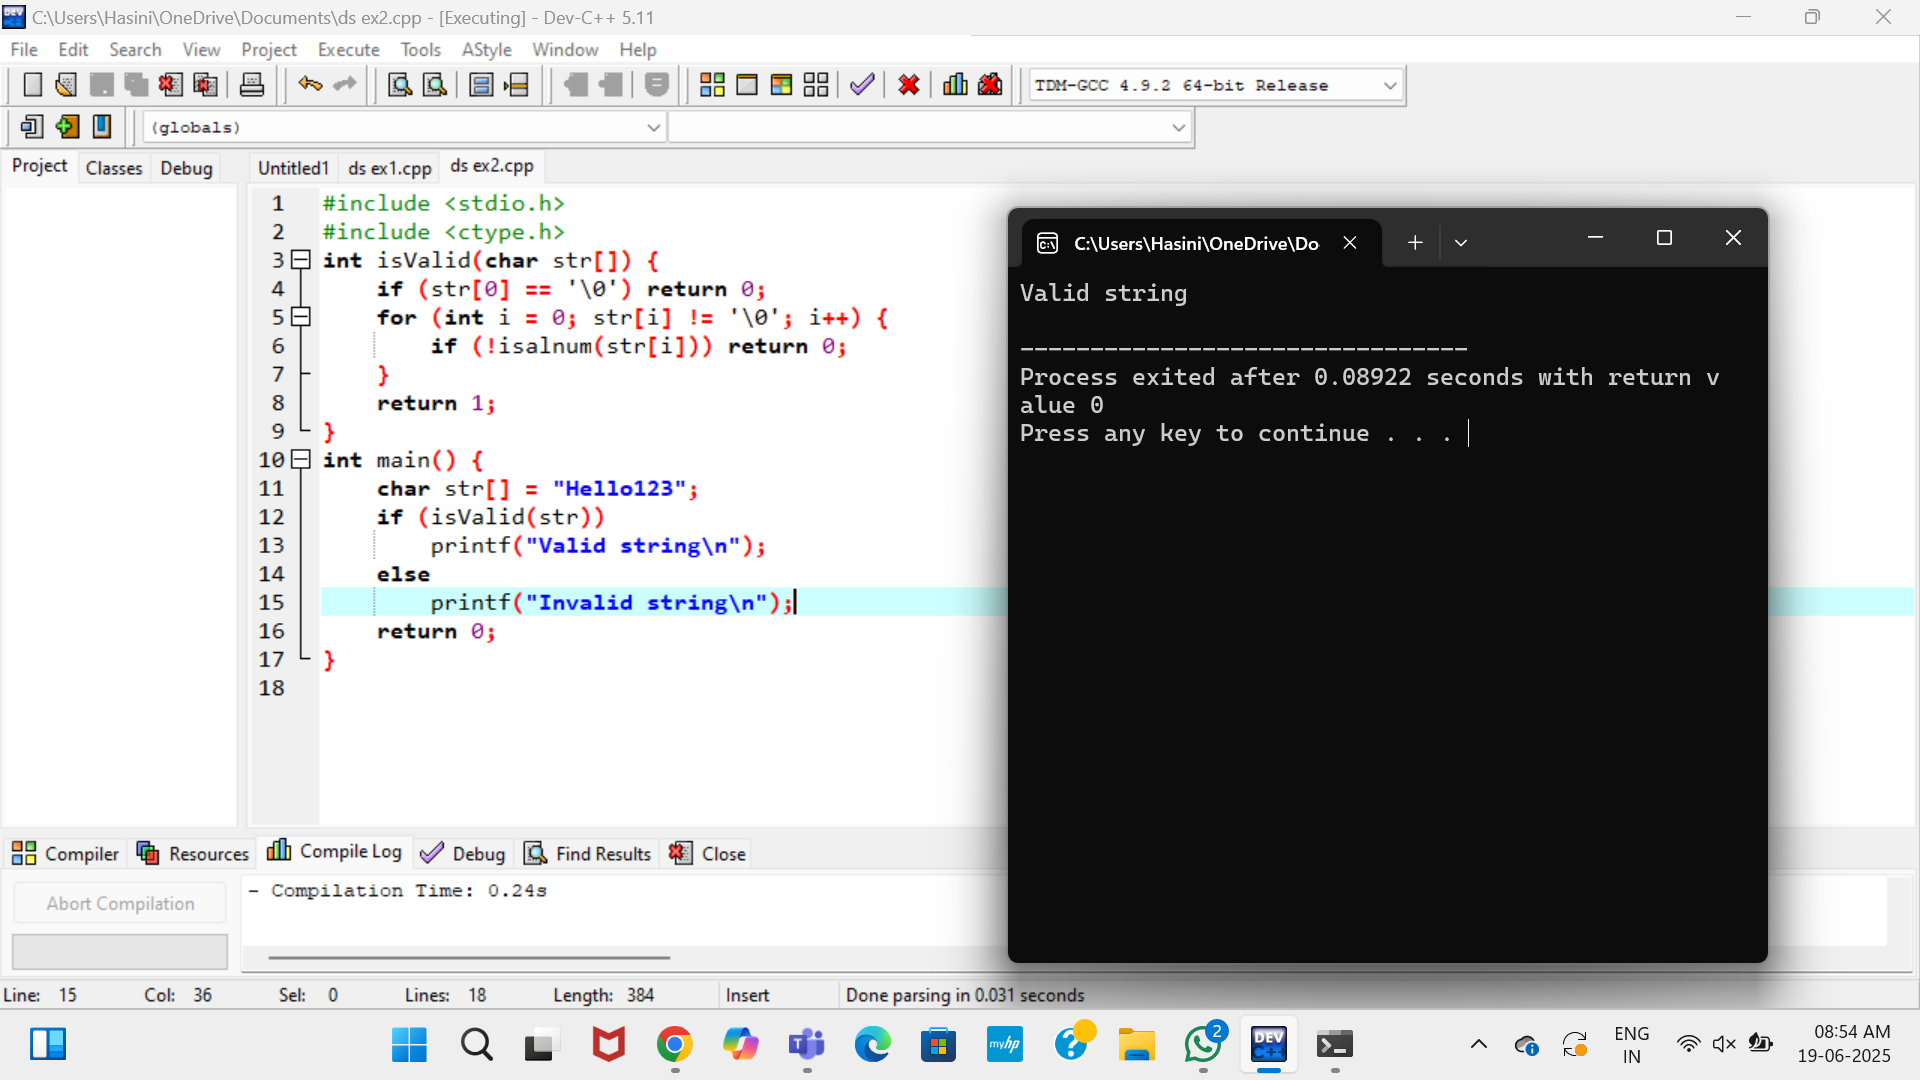 C:\Users\Hasini\OneDrive\Documents\ds ex2.cpp - [Executing] - Dev-C++ 5.11
File Edit Search View Project Execute Tools AStyle Window Help
TDM-GCC 4.9.2 64-bit Release
(globals)
Project Classes Debug
Untitled1 ds ex1.cpp ds ex2.cpp
1 #include <stdio.h>
2 #include <ctype.h>
3 int isValid(char str[]) {
4 if (str[0] == '\0') return 0;
5 for (int i = 0; str[i] != '\0'; i++) {
6 if (!isalnum(str[i])) return 0;
7 }
8 return 1;
9 }
10 int main() {
11 char str[] = "Hello123";
12 if (isValid(str))
13 printf("Valid string\n");
14 else
15 printf("Invalid string\n");
16 return 0;
17 }
18
C:\Users\Hasini\OneDrive\Do
Valid string
--------------------------------
Process exited after 0.08922 seconds with return v
alue 0
Press any key to continue . . .
Compiler Resources Compile Log Debug Find Results Close
Abort Compilation
- Compilation Time: 0.24s
Line: 15 Col: 36 Sel: 0 Lines: 18 Length: 384 Insert Done parsing in 0.031 seconds
myhp
2
DEV C++
ENG
IN
08:54 AM
19-06-2025